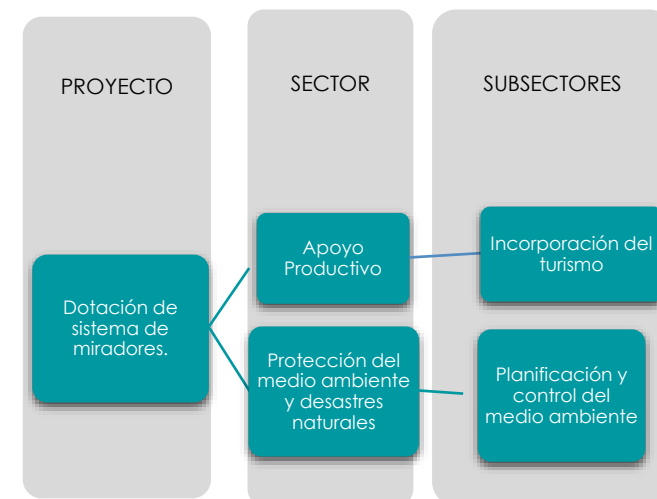 PROYECTO
SECTOR
SUBSECTORES
Dotación de
sistema de
miradores.
Apoyo
Productivo
Incorporación del
turismo
Protección del
medio ambiente
y desastres
naturales
Planificación y
control del
medio ambiente